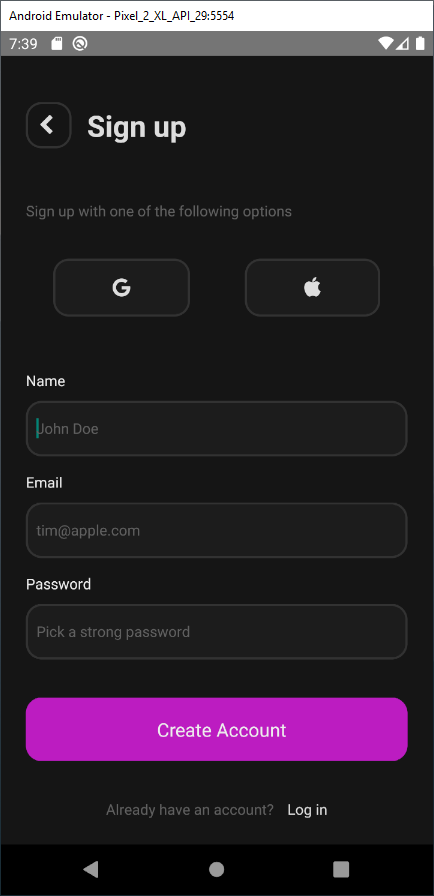 Android Emulator - Pixel_2_XL_API_29:5554
7:39
Sign up
Sign up with one of the following options
G
Name
John Doe
Email
tim@apple.com
Password
Pick a strong password
Create Account
Already have an account? Log in